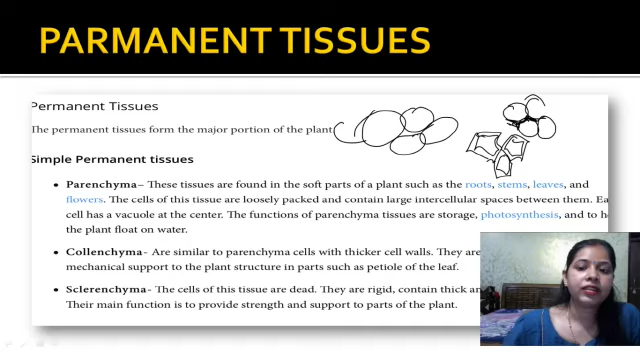 PARMANENT TISSUES
Permanent Tissues
The permanent tissues form the major portion of the plant.
Simple Permanent tissues
• Parenchyma– These tissues are found in the soft parts of a plant such as the roots, stems, leaves, and
flowers. The cells of this tissue are loosely packed and contain large intercellular spaces between them. Ea
cell has a vacuole at the center. The functions of parenchyma tissues are storage, photosynthesis, and to he
the plant float on water.
• Collenchyma- Are similar to parenchyma cells with thicker cell walls. They are
mechanical support to the plant structure in parts such as petiole of the leaf.
• Sclerenchyma- The cells of this tissue are dead. They are rigid, contain thick an
Their main function is to provide strength and support to parts of the plant.